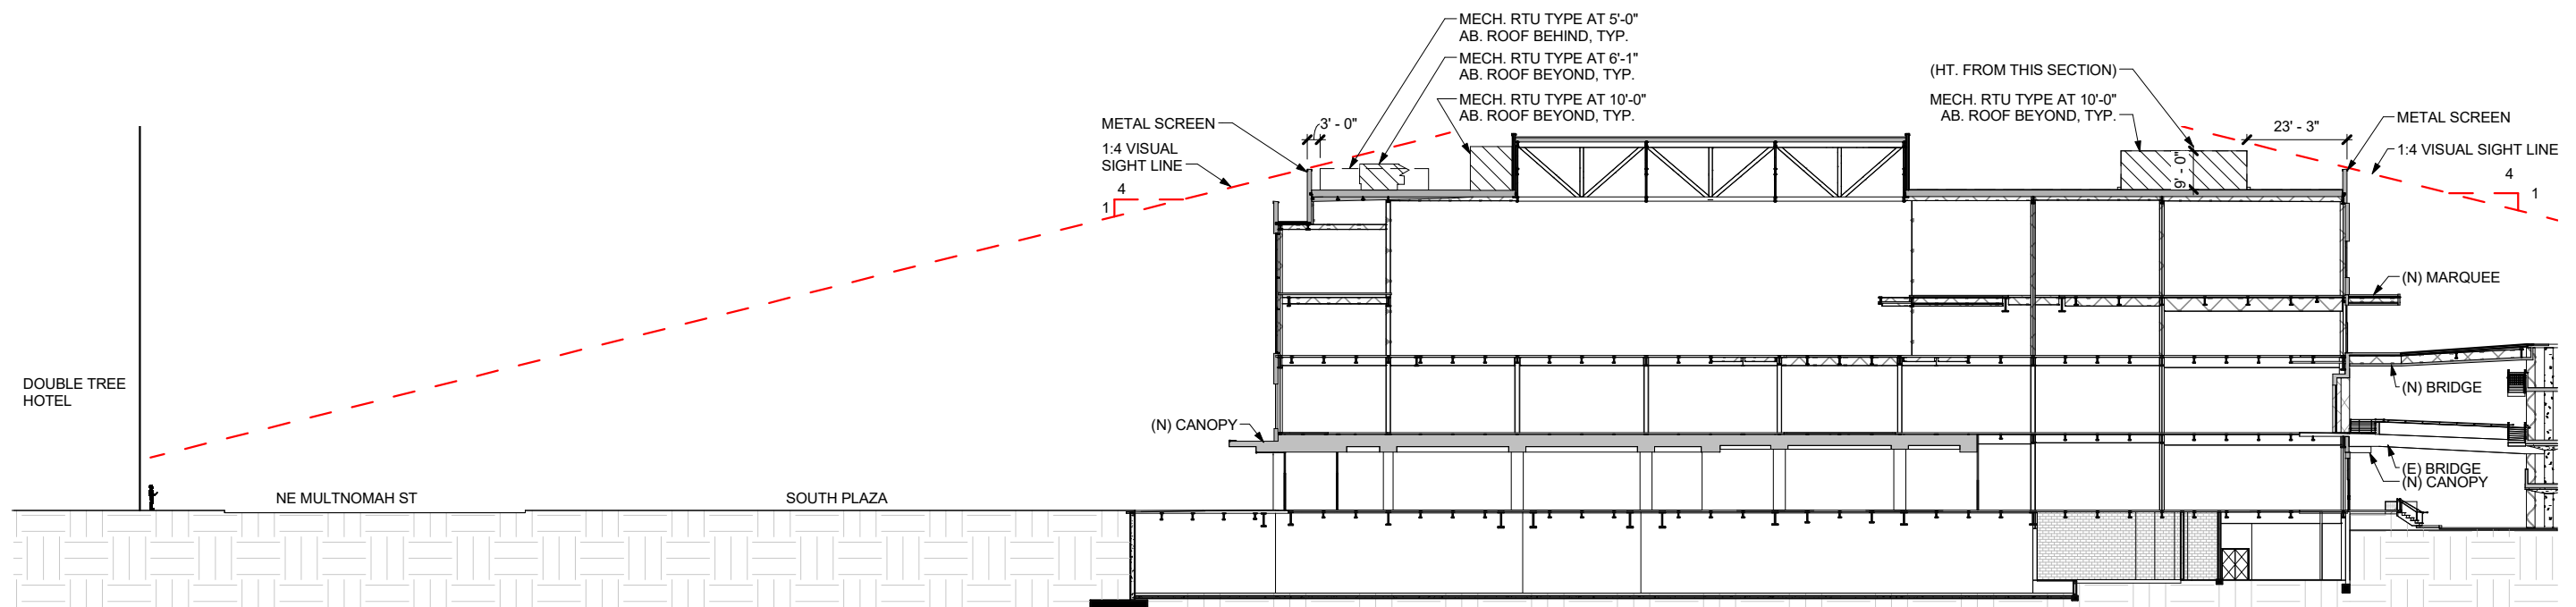 MECH. RTU TYPE AT 5'-0"
AB. ROOF BEHIND, TYP.
MECH. RTU TYPE AT 6'-1"
AB. ROOF BEYOND, TYP.
MECH. RTU TYPE AT 10'-0"
AB. ROOF BEYOND, TYP.
(HT. FROM THIS SECTION)
MECH. RTU TYPE AT 10'-0"
AB. ROOF BEYOND, TYP.
METAL SCREEN
3' - 0"
1:4 VISUAL
SIGHT LINE
4
1
23' - 3"
9' - 0"
METAL SCREEN
1:4 VISUAL SIGHT LINE
4
1
(N) MARQUEE
DOUBLE TREE
HOTEL
(N) BRIDGE
(N) CANOPY
(E) BRIDGE
(N) CANOPY
NE MULTNOMAH ST
SOUTH PLAZA